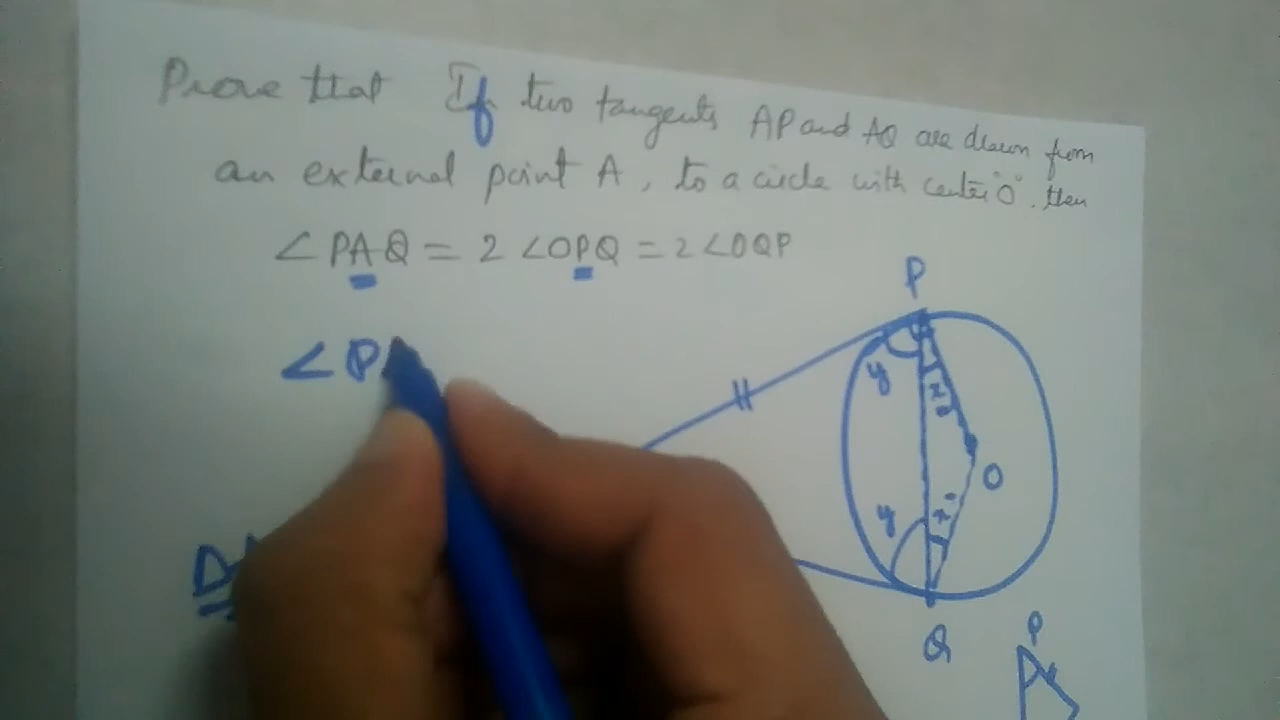 Prove that If two tangents AP and AQ are drawn from
an external point A, to a circle with center "O", then
∠PAQ = 2∠OPQ = 2∠OQP
P
∠P
y
x
O
y
x
Q
P